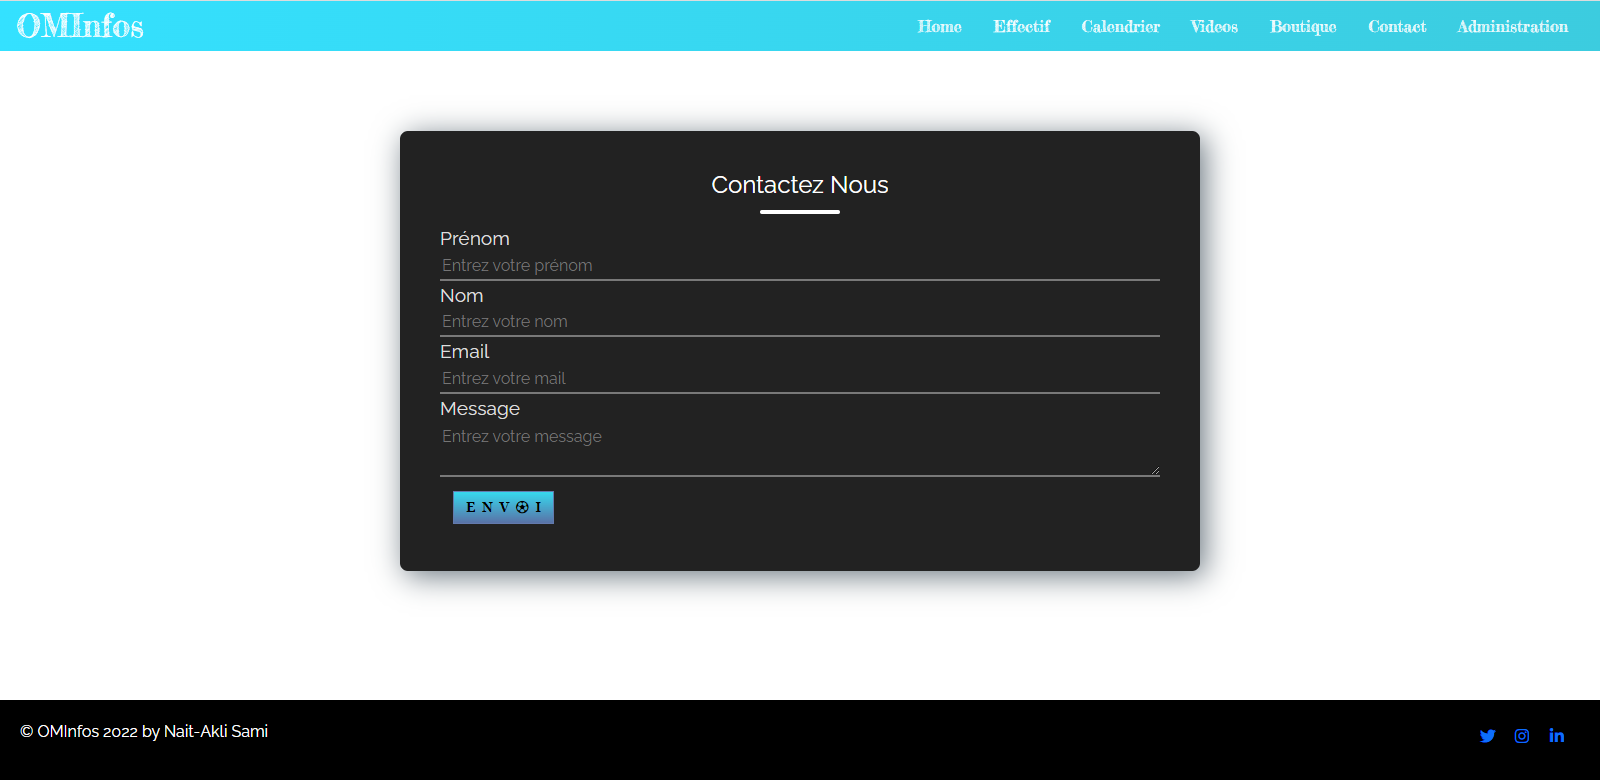 OMInfos
Home Effectif Calendrier Videos Boutique Contact Administration
Contactez Nous
Prénom
Entrez votre prénom
Nom
Entrez votre nom
Email
Entrez votre mail
Message
Entrez votre message
ENV⚽I
© OMInfos 2022 by Nait-Akli Sami